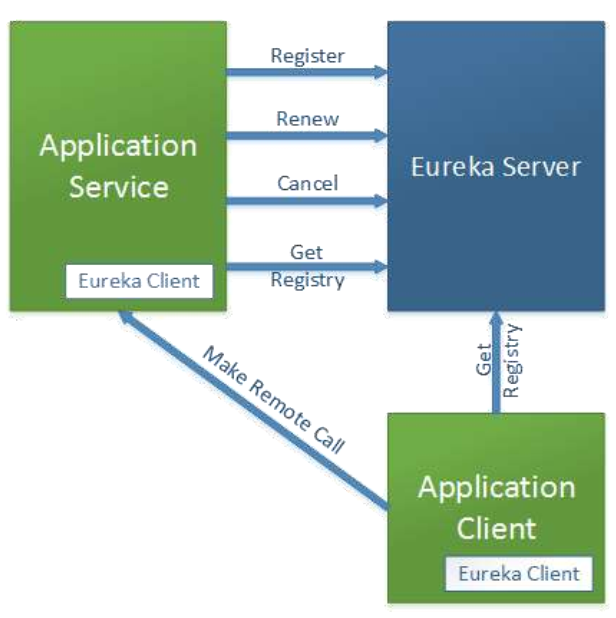 Register
Renew
Application
Service
Eureka Server
Cancel
Get
Registry
Eureka Client
Make Remote Call
Get
Registry
Application
Client
Eureka Client